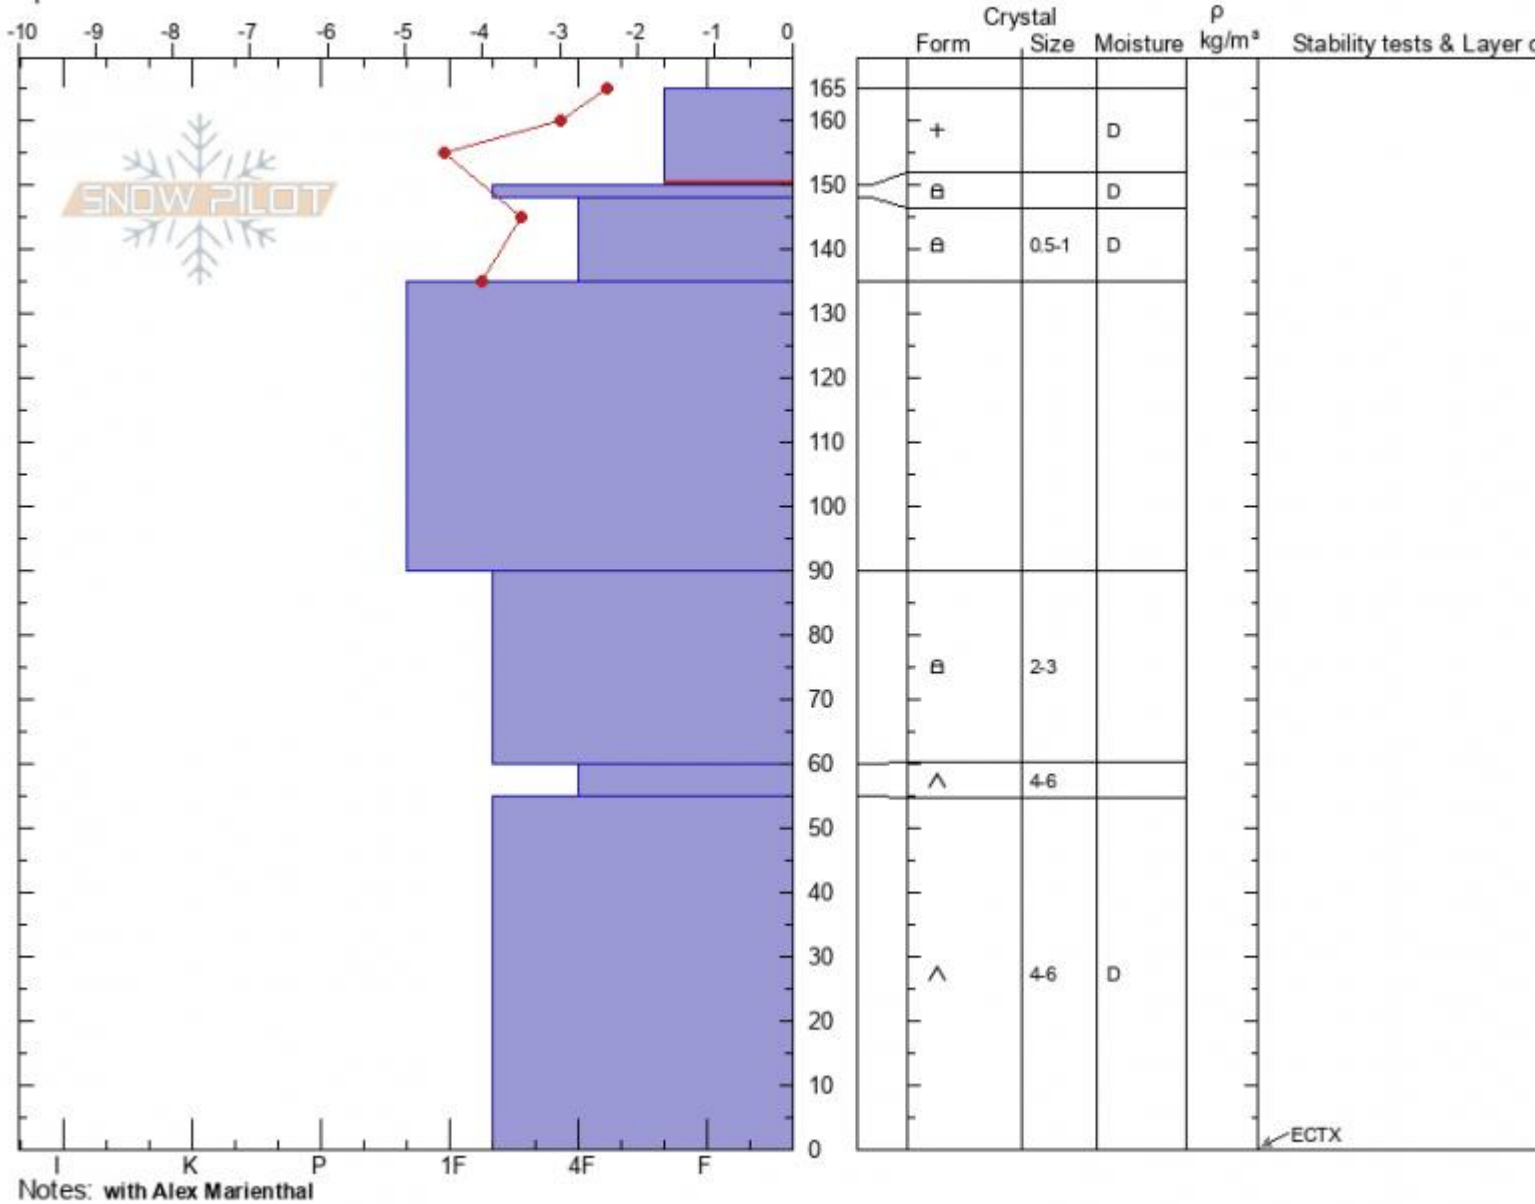 Crystal ρ
-10 -9 -8 -7 -6 -5 -4 -3 -2 -1 0 Form Size Moisture kg/m³ Stability tests & Layer
165
160 + D
SNOW PILOT
150 D
140 0.5-1 D
130
120
110
100
90
80
2-3
70
60
4-6
50
40
30
4-6 D
20
10
0 ECTX
I K P 1F 4F F
Notes: with Alex Marienthal